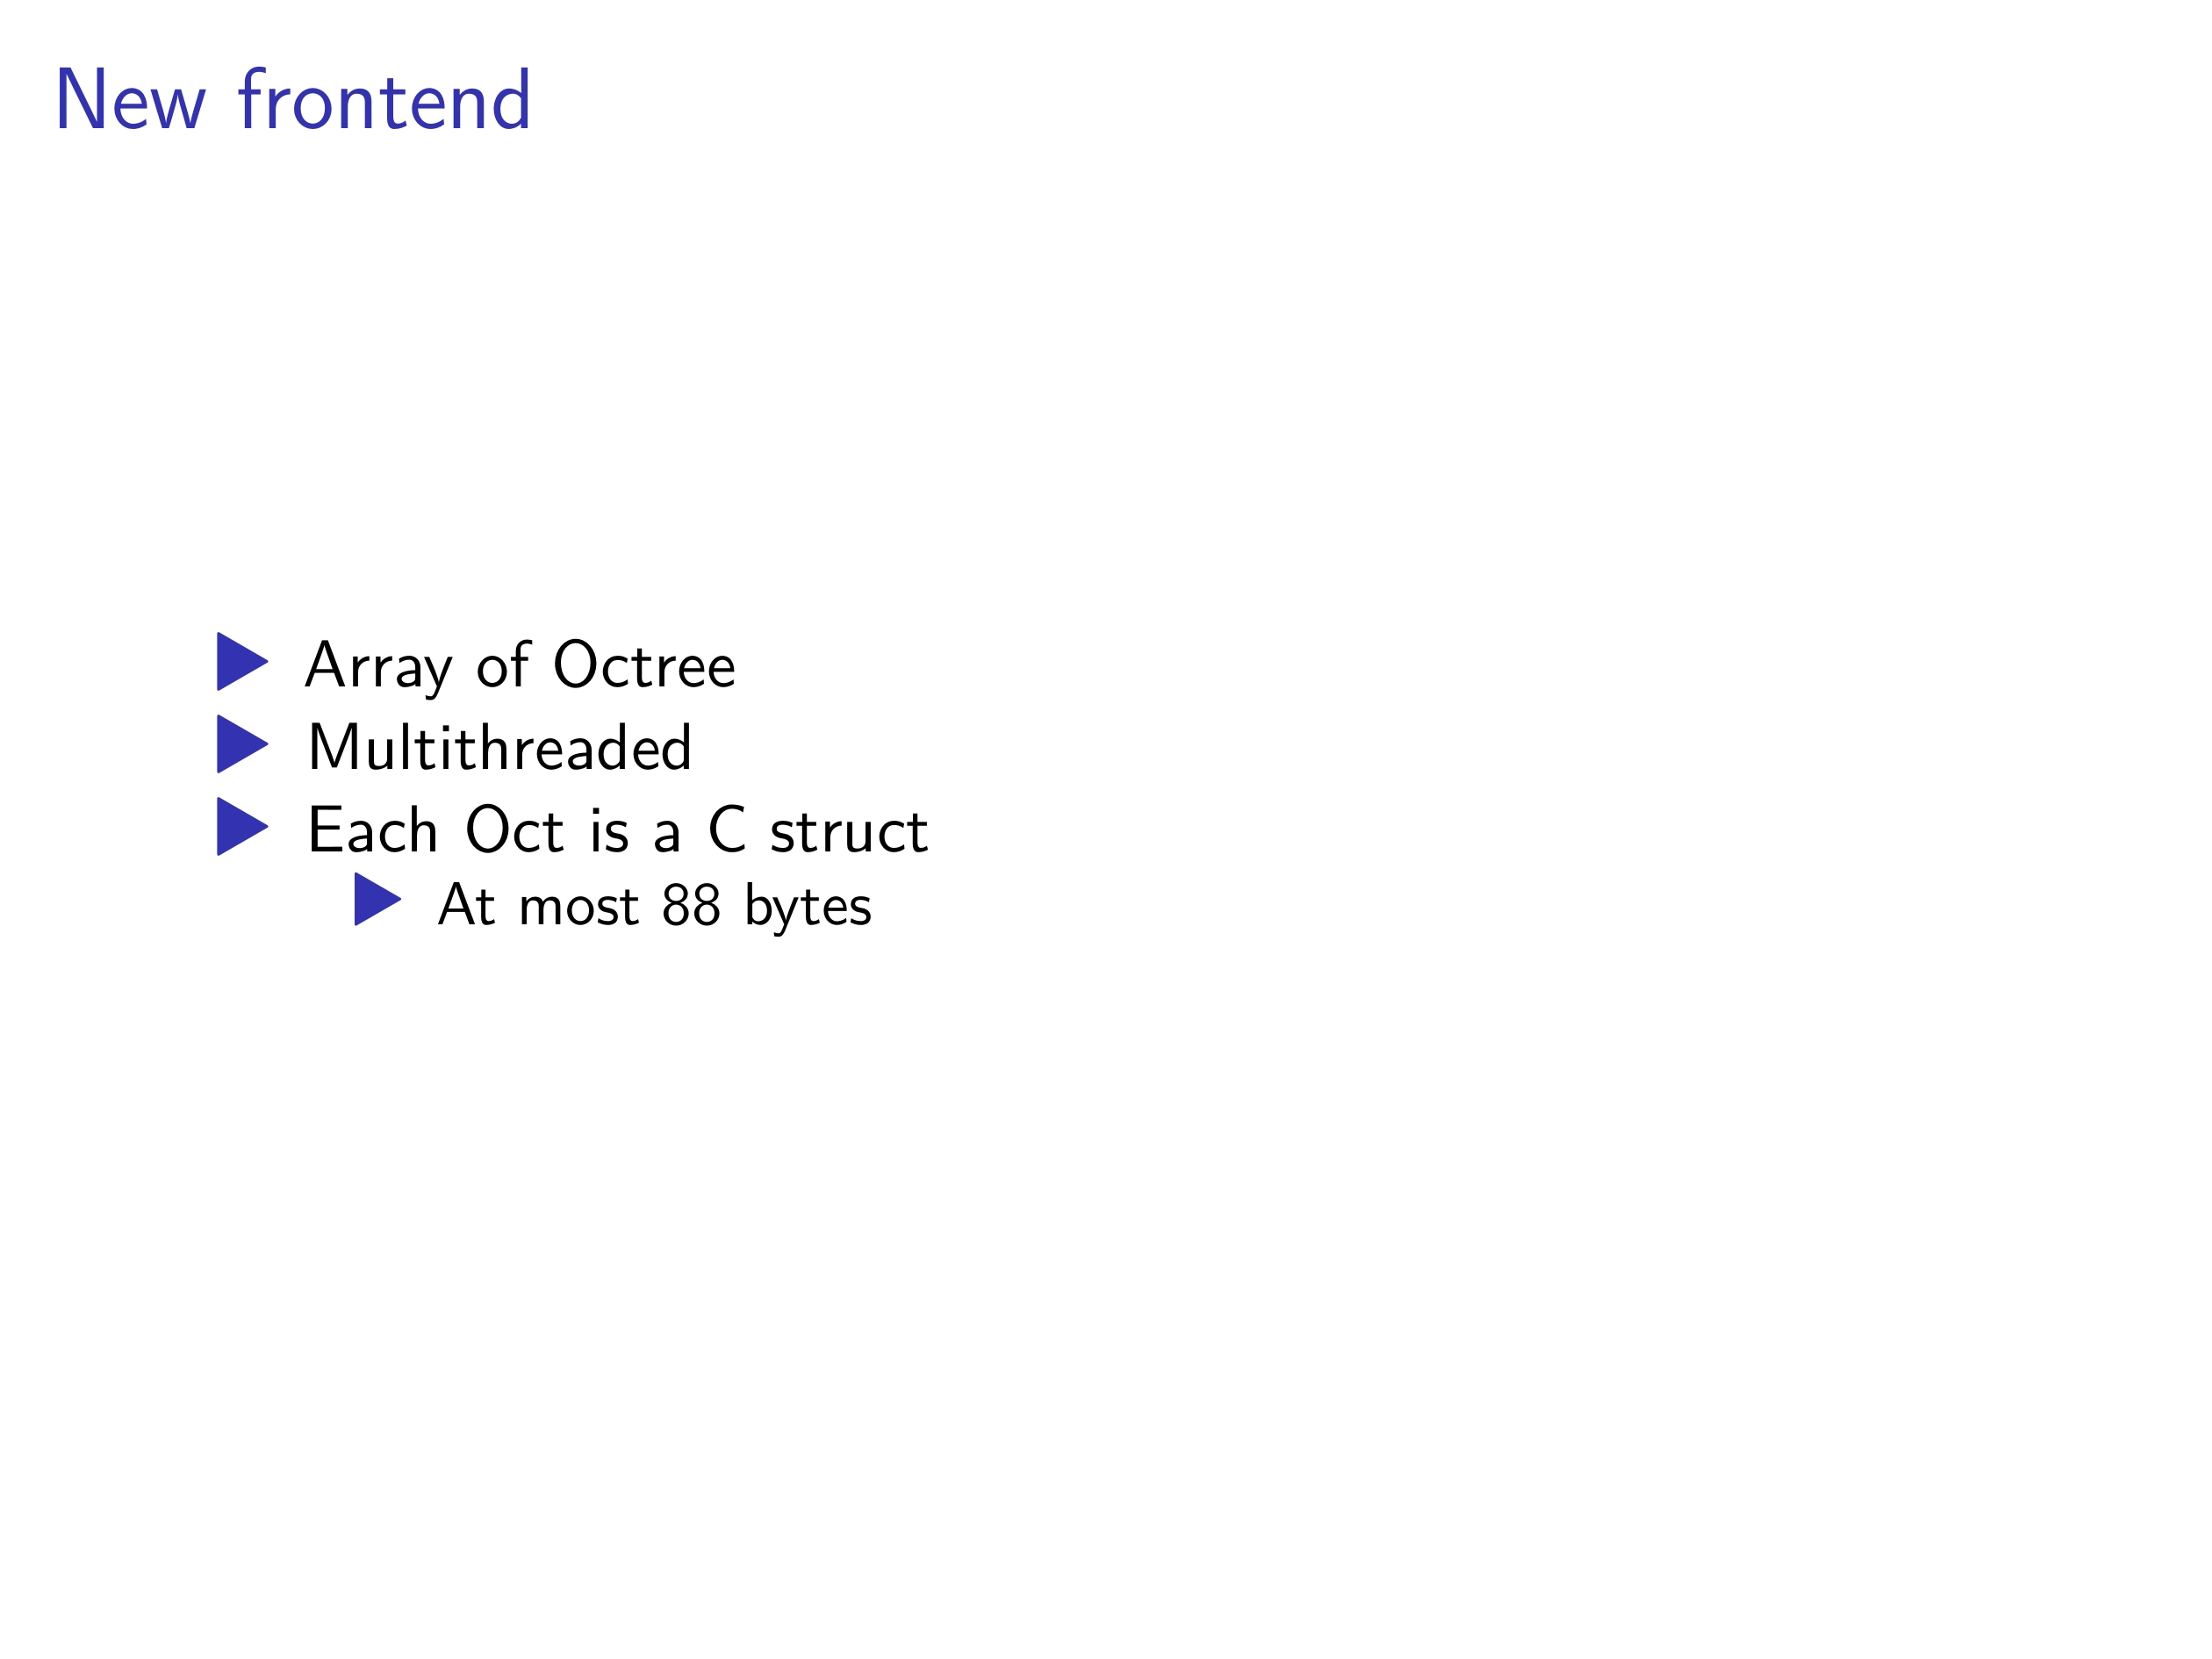 New frontend
Array of Octree
Multithreaded
Each Oct is a C struct
At most 88 bytes